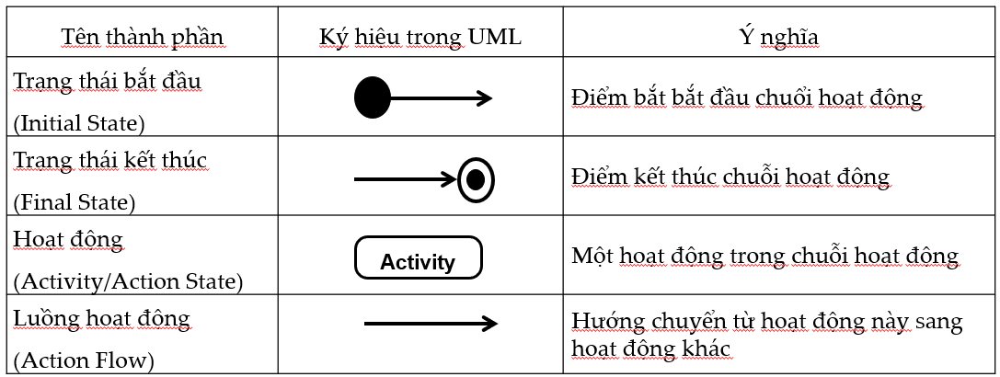 Tên thành phần
Ký hiệu trong UML
Ý nghĩa
Trạng thái bắt đầu
(Initial State)
Điểm bắt bắt đầu chuổi hoạt động
Trạng thái kết thúc
(Final State)
Điểm kết thúc chuỗi hoạt động
Hoạt động
(Activity/Action State)
Activity
Một hoạt động trong chuỗi hoạt động
Luồng hoạt động
(Action Flow)
Hướng chuyển từ hoạt động này sang
hoạt động khác